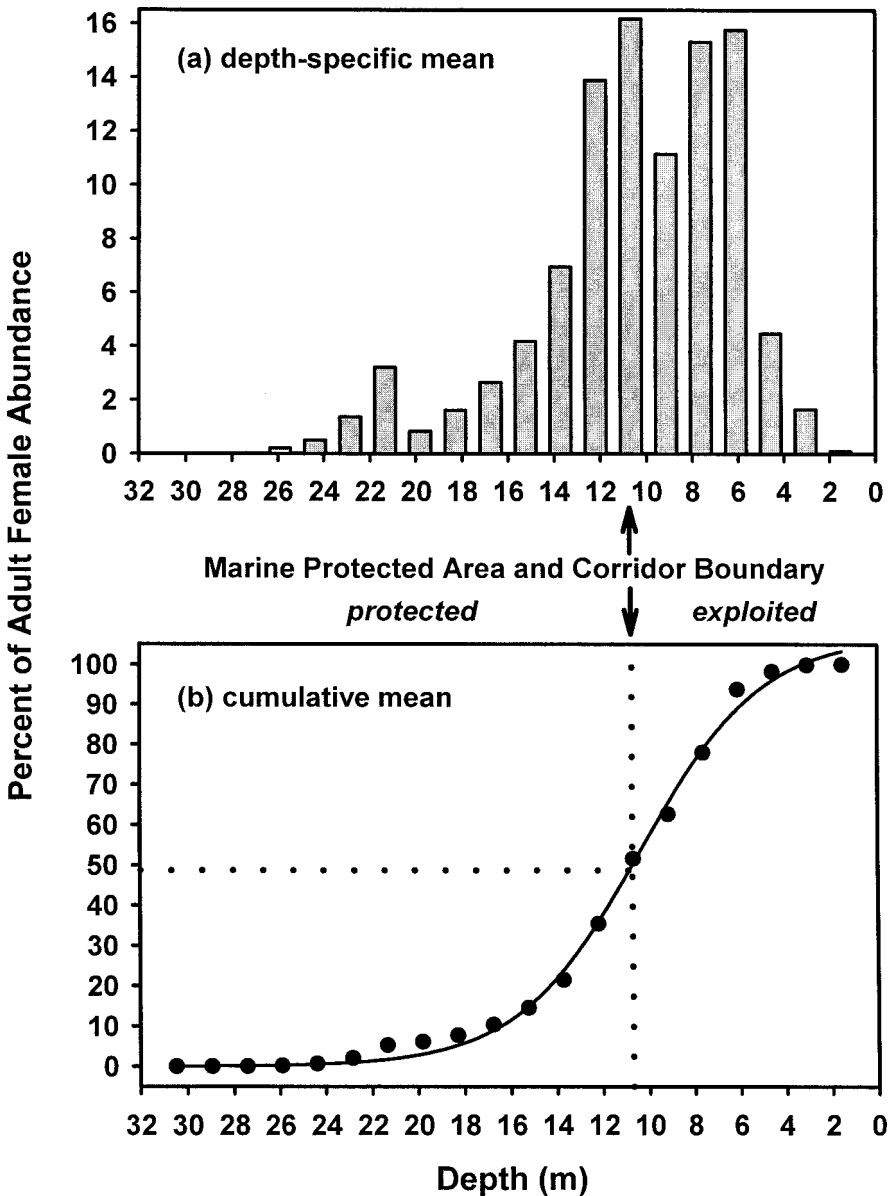 Percent of Adult Female Abundance
16
14
12
10
8
6
4
2
0
(a) depth-specific mean
32 30 28 26 24 22 20 18 16 14 12 10 8 6 4 2 0
Marine Protected Area and Corridor Boundary
protected exploited
100
90
80
70
60
50
40
30
20
10
0
(b) cumulative mean
32 30 28 26 24 22 20 18 16 14 12 10 8 6 4 2 0
Depth (m)